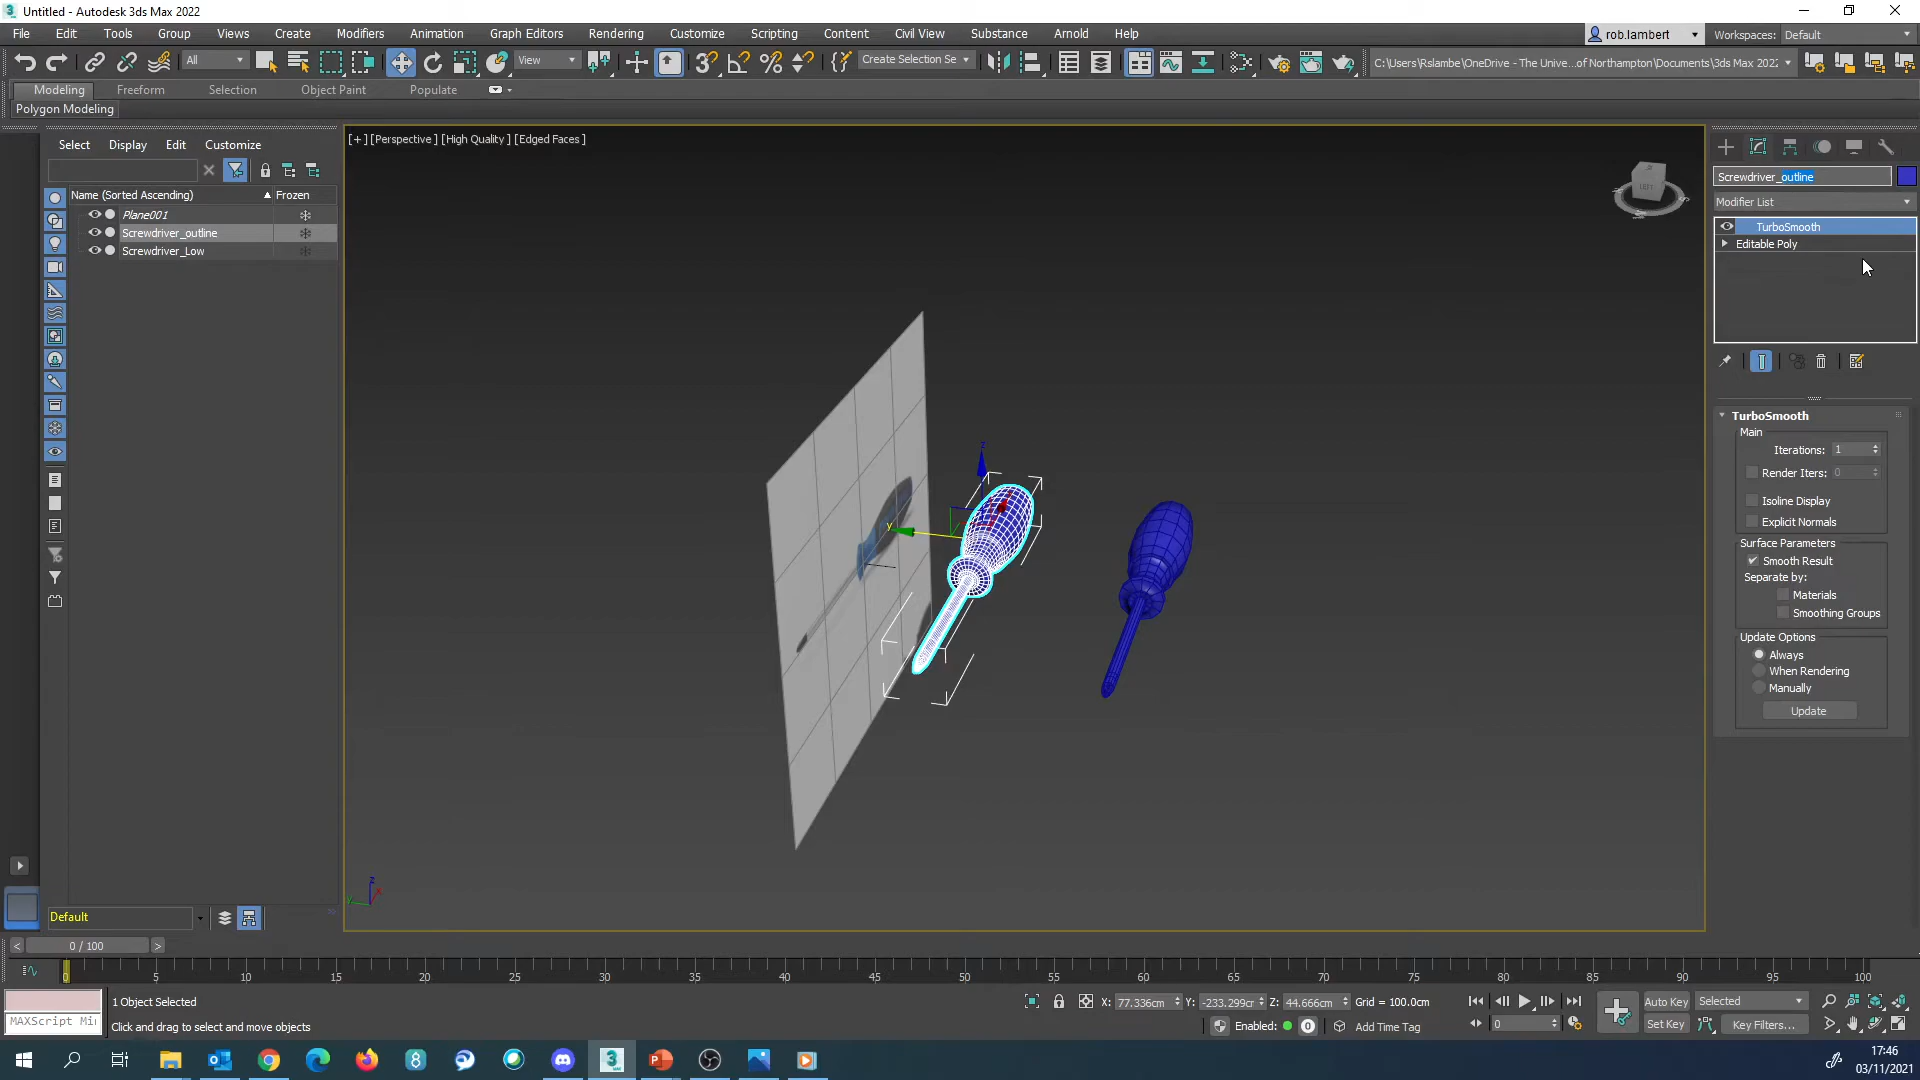 Untitled - Autodesk 3ds Max 2022
File Edit Tools Group Views Create Modifiers Animation Graph Editors Rendering Customize Scripting Civil View Content Substance Arnold Help rob.lambert Workspaces: Default
All View Create Selection Se C:\Users\Rslambe\OneDrive - The Unive...of Northampton\Documents\3ds Max 2022
Modeling Freeform Selection Object Paint Populate
Polygon Modeling
Select Display Edit Customize
[+] [Perspective ] [High Quality ] [Edged Faces ]
Name (Sorted Ascending) Frozen
Plane001
Screwdriver_outline
Screwdriver_Low
Screwdriver_outline
Modifier List
TurboSmooth
Editable Poly
TurboSmooth
Main
Iterations: 1
Render Iters: 0
Isoline Display
Explicit Normals
Surface Parameters
Smooth Result
Separate by:
Materials
Smoothing Groups
Update Options
Always
When Rendering
Manually
Update
z
y
z
x
y
Default
< 0 / 100 >
0 5 10 15 20 25 30 35 40 45 50 55 60 65 70 75 80 85 90 95 100
1 Object Selected X: 77.336cm Y: -233.299cm Z: 44.666cm Grid = 100.0cm Auto Key Selected
MAXScript Mi Click and drag to select and move objects Enabled: 0 Add Time Tag 0 Set Key Key Filters...
17:46
03/11/2021